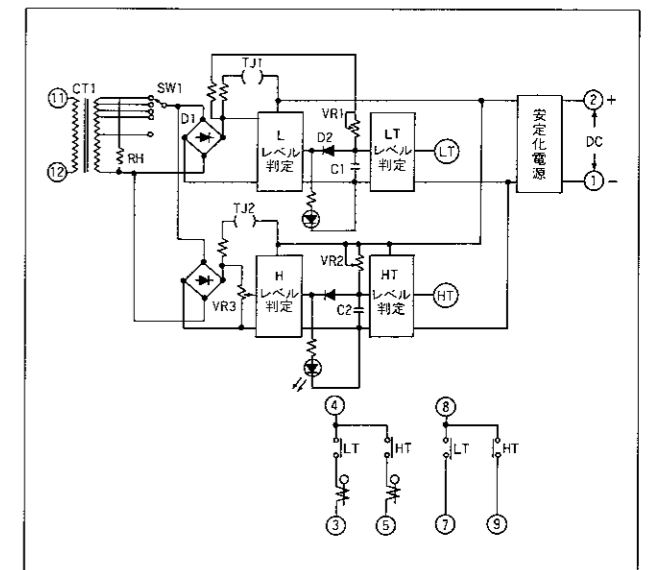 TJ1
CT1
SW1
11
12
RH
D1
L
レベル
判定
D2
VR1
C1
LT
レベル
判定
LT
安定化電源
2
+
DC
1
−
TJ2
VR3
H
レベル
判定
VR2
C2
HT
レベル
判定
HT
4
8
LT
HT
LT
HT
3
5
7
9